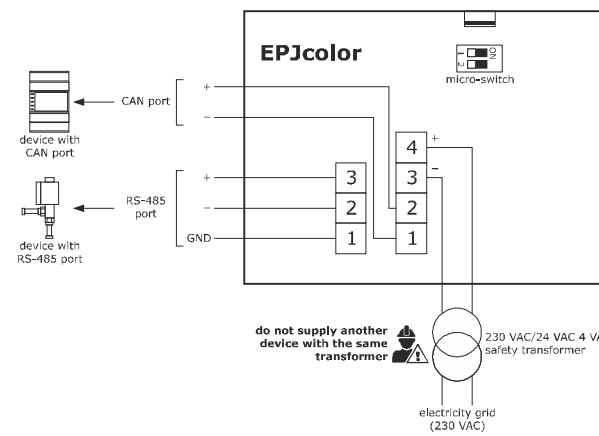 EPJcolor
1
2
ON
micro-switch
+
CAN port
−
device with
CAN port
+
4
−
3
3
+
RS-485
port
2
2
−
1
1
GND
device with
RS-485 port
do not supply another
device with the same
transformer
230 VAC/24 VAC 4 VA
safety transformer
electricity grid
(230 VAC)